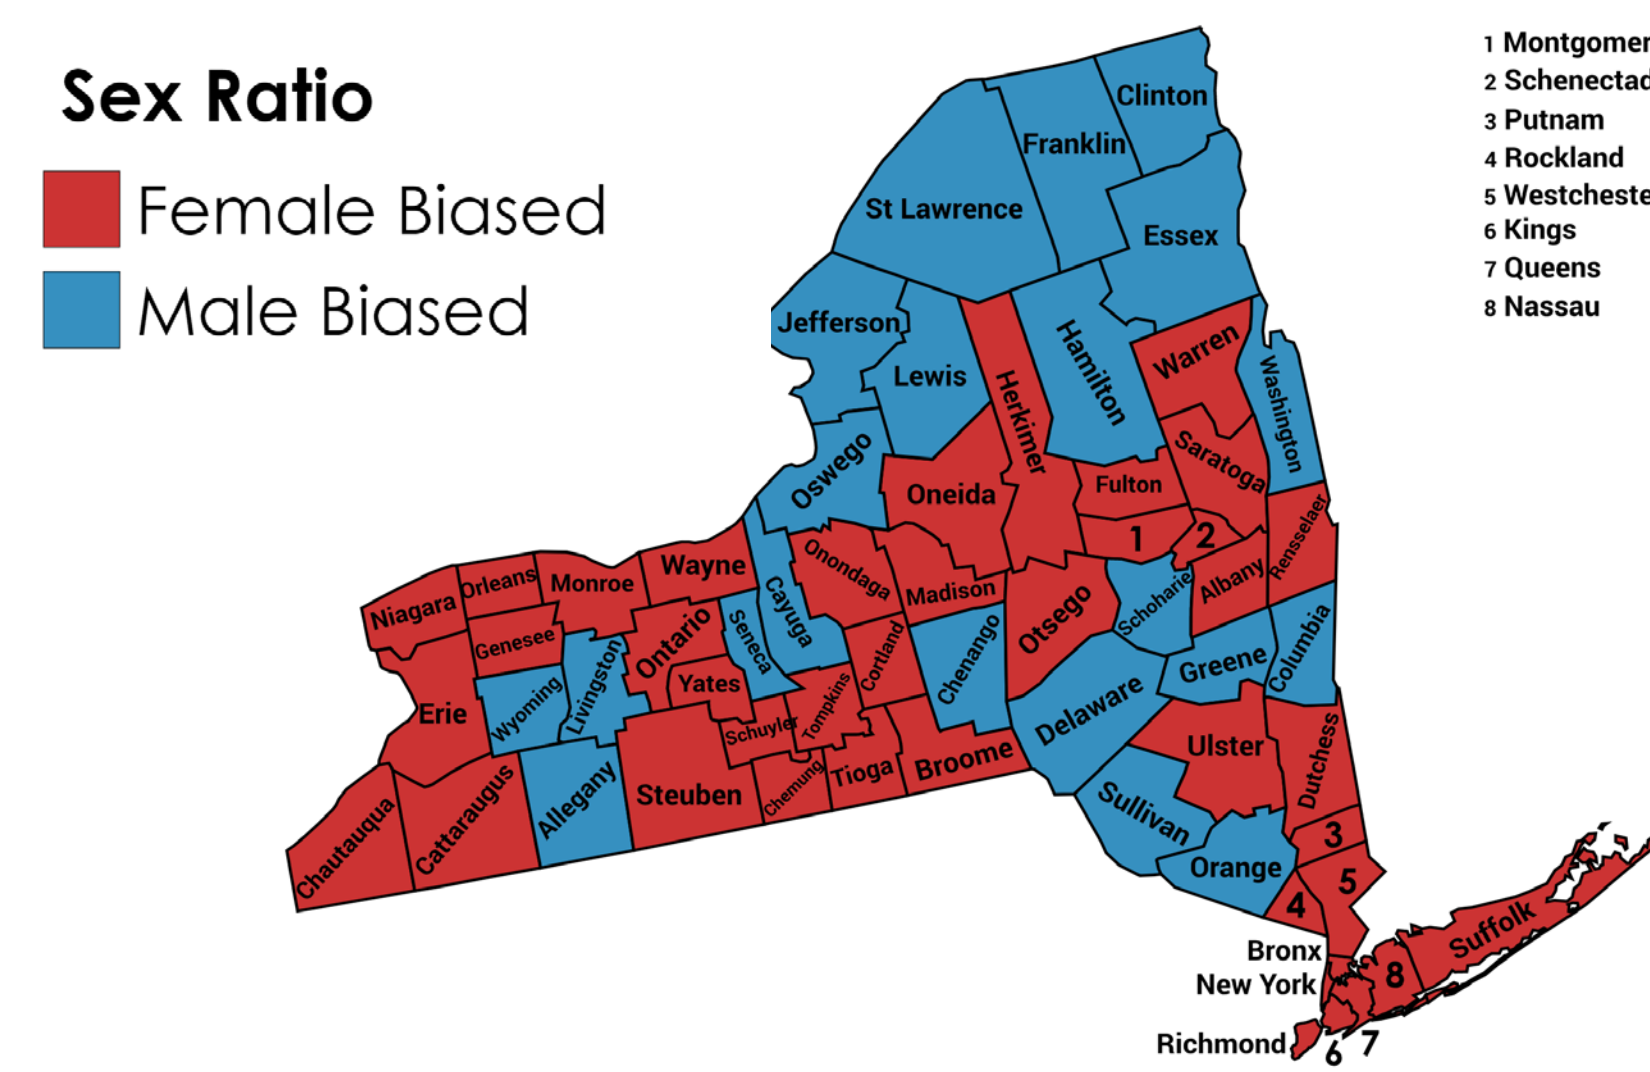 Sex Ratio
Female Biased
Male Biased
1 Montgomer
2 Schenectad
3 Putnam
4 Rockland
5 Westcheste
6 Kings
7 Queens
8 Nassau
Clinton
Franklin
St Lawrence
Essex
Jefferson
Lewis
Herkimer
Hamilton
Warren
Washington
Oswego
Oneida
Fulton
Saratoga
1
2
Rensselaer
Niagara
Orleans
Monroe
Wayne
Cayuga
Onondaga
Madison
Otsego
Schoharie
Albany
Genesee
Ontario
Seneca
Cortland
Chenango
Greene
Columbia
Erie
Wyoming
Livingston
Yates
Schuyler
Tompkins
Delaware
Ulster
Dutchess
Chautauqua
Cattaraugus
Allegany
Steuben
Chemung
Tioga
Broome
Sullivan
Orange
3
4
5
Suffolk
Bronx
New York
8
Richmond
6
7